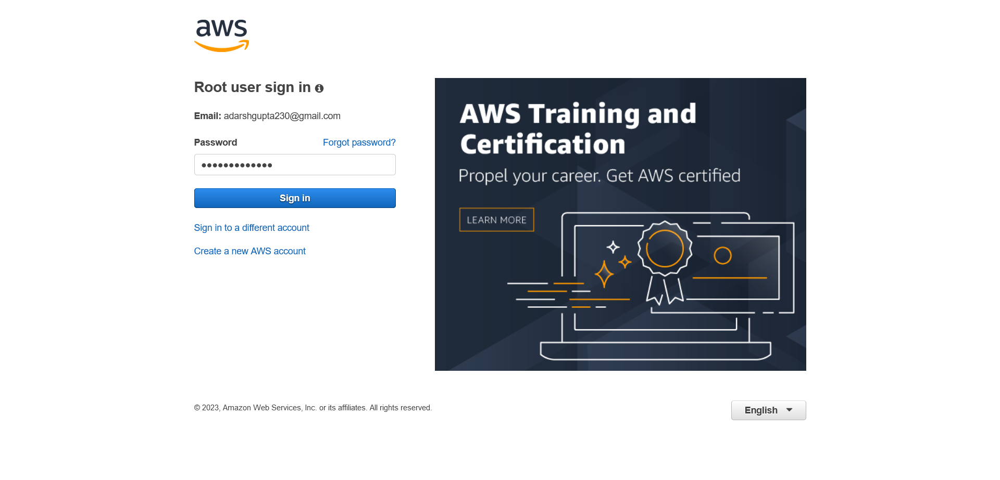 aws
Root user sign in
Email: adarshgupta230@gmail.com
Password Forgot password?
•••••••••••••
Sign in
Sign in to a different account
Create a new AWS account
AWS Training and
Certification
Propel your career. Get AWS certified
LEARN MORE
© 2023, Amazon Web Services, Inc. or its affiliates. All rights reserved.
English